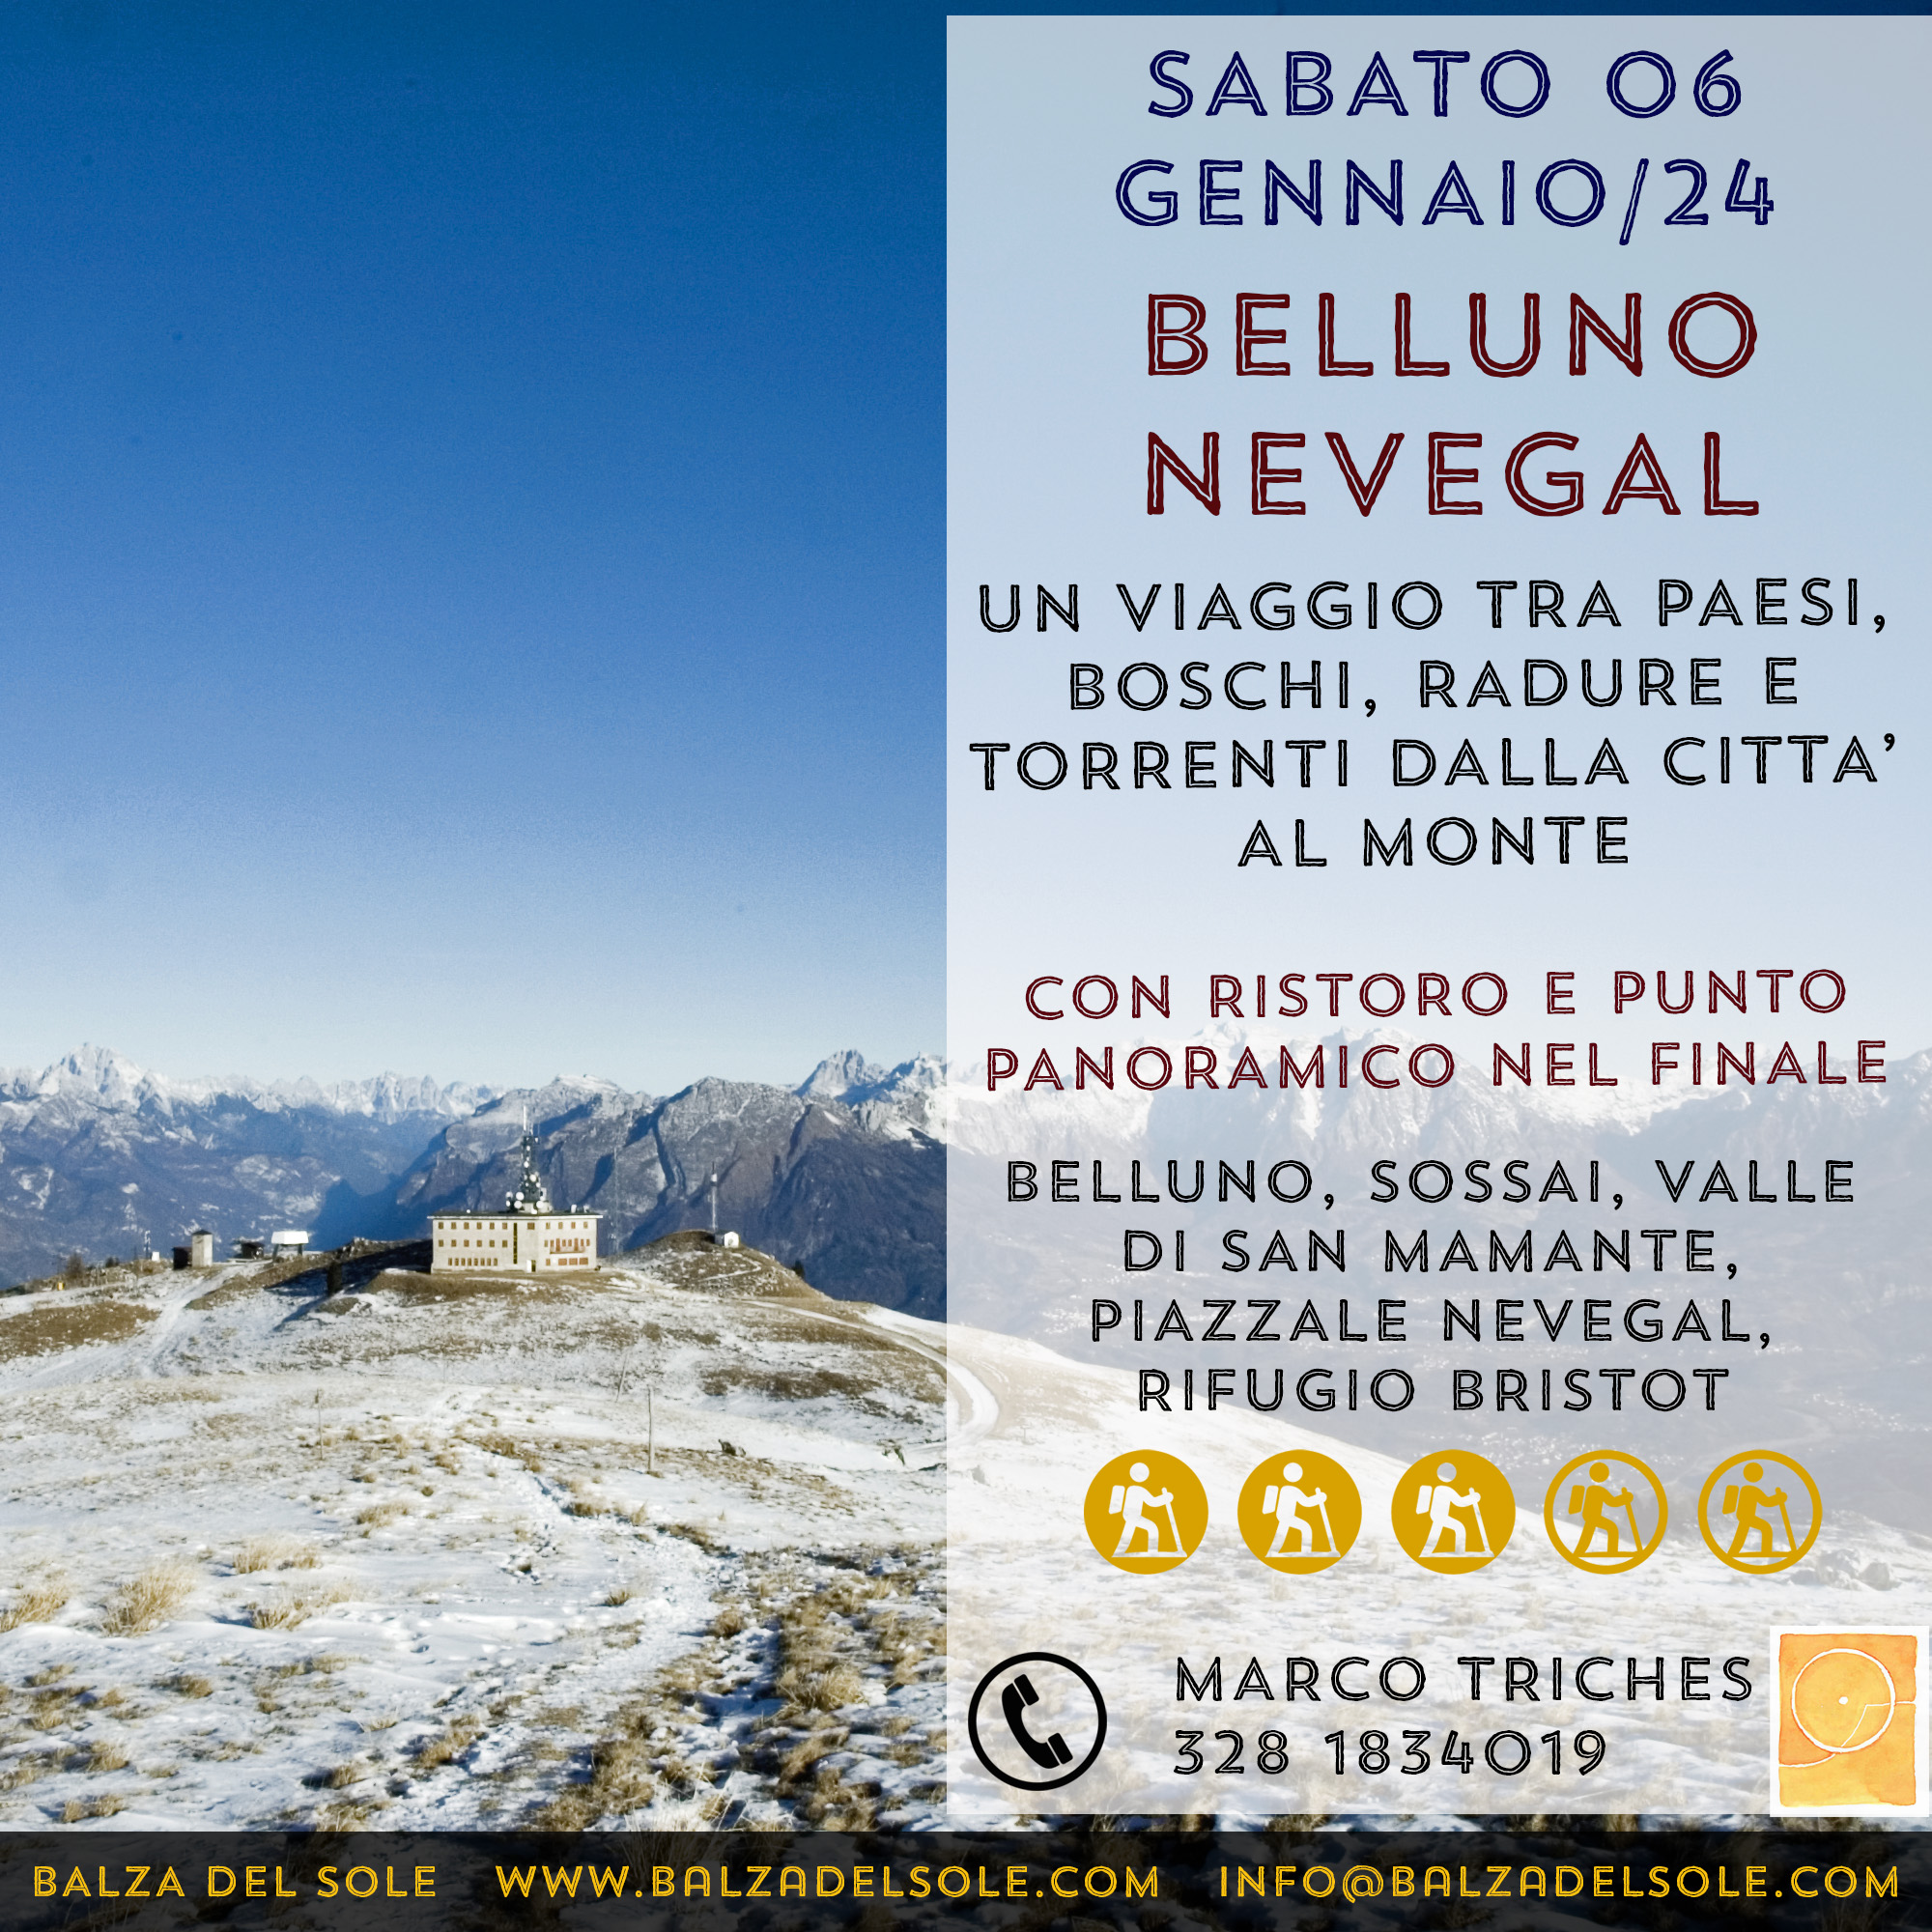 SABATO 06
GENNAIO/24
BELLUNO
NEVEGAL
UN VIAGGIO TRA PAESI,
BOSCHI, RADURE E
TORRENTI DALLA CITTA'
AL MONTE
CON RISTORO E PUNTO
PANORAMICO NEL FINALE
BELLUNO, SOSSAI, VALLE
DI SAN MAMANTE,
PIAZZALE NEVEGAL,
RIFUGIO BRISTOT
MARCO TRICHES
328 1834019
BALZA DEL SOLE WWW.BALZADELSOLE.COM INFO@BALZADELSOLE.COM